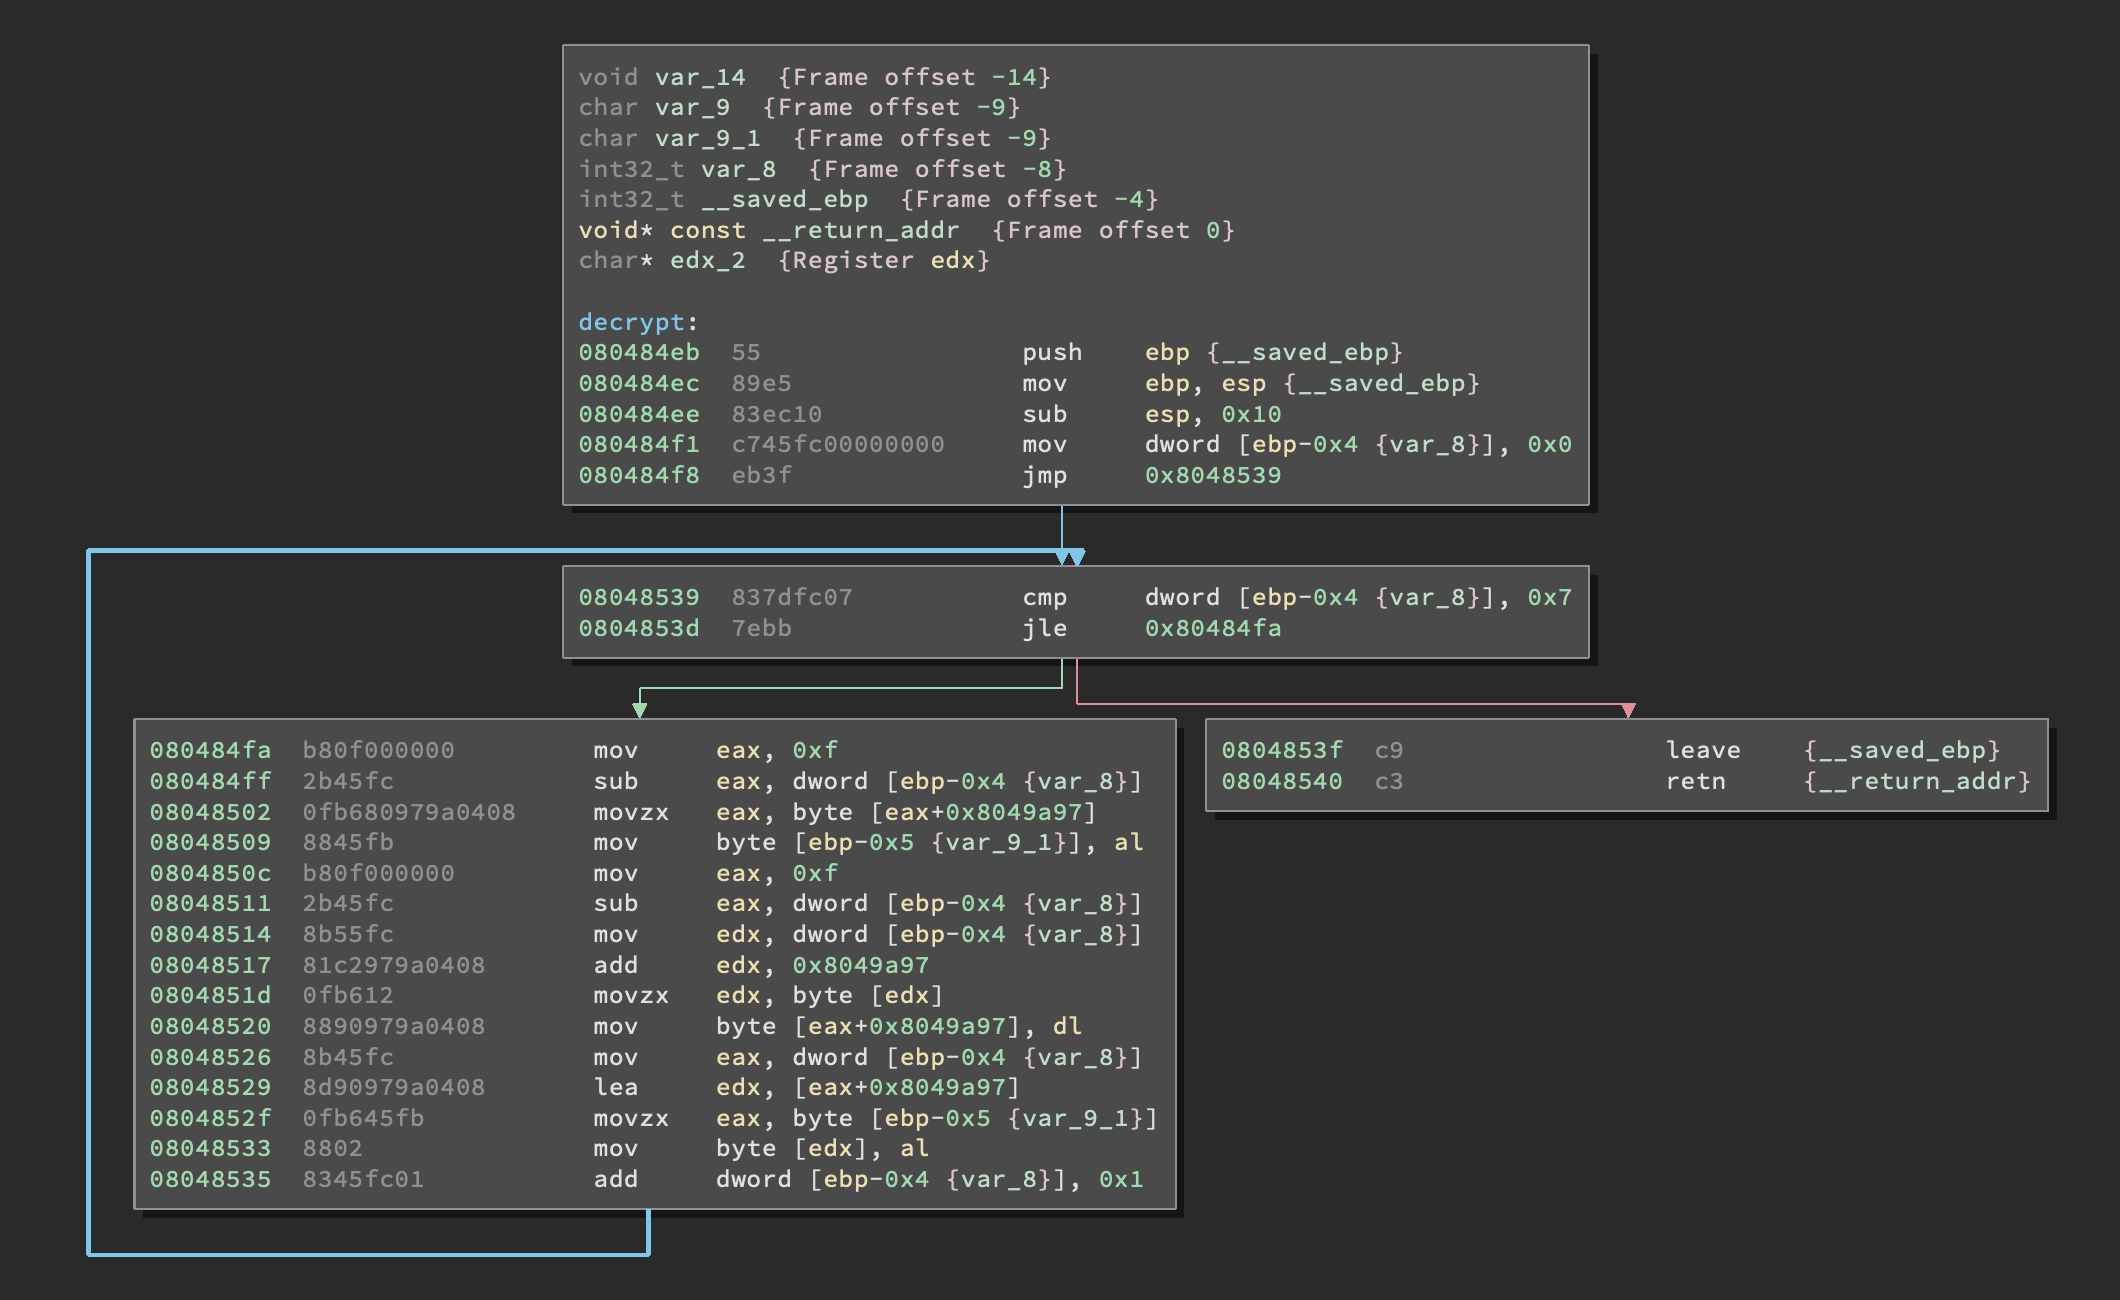 void var_14  {Frame offset -14}
char var_9  {Frame offset -9}
char var_9_1  {Frame offset -9}
int32_t var_8  {Frame offset -8}
int32_t __saved_ebp  {Frame offset -4}
void* const __return_addr  {Frame offset 0}
char* edx_2  {Register edx}
decrypt:
080484eb  55  push  ebp {__saved_ebp}
080484ec  89e5  mov  ebp, esp {__saved_ebp}
080484ee  83ec10  sub  esp, 0x10
080484f1  c745fc00000000  mov  dword [ebp-0x4 {var_8}], 0x0
080484f8  eb3f  jmp  0x8048539
08048539  837dfc07  cmp  dword [ebp-0x4 {var_8}], 0x7
0804853d  7ebb  jle  0x80484fa
080484fa  b80f000000  mov  eax, 0xf
080484ff  2b45fc  sub  eax, dword [ebp-0x4 {var_8}]
08048502  0fb680979a0408  movzx  eax, byte [eax+0x8049a97]
08048509  8845fb  mov  byte [ebp-0x5 {var_9_1}], al
0804850c  b80f000000  mov  eax, 0xf
08048511  2b45fc  sub  eax, dword [ebp-0x4 {var_8}]
08048514  8b55fc  mov  edx, dword [ebp-0x4 {var_8}]
08048517  81c2979a0408  add  edx, 0x8049a97
0804851d  0fb612  movzx  edx, byte [edx]
08048520  8890979a0408  mov  byte [eax+0x8049a97], dl
08048526  8b45fc  mov  eax, dword [ebp-0x4 {var_8}]
08048529  8d90979a0408  lea  edx, [eax+0x8049a97]
0804852f  0fb645fb  movzx  eax, byte [ebp-0x5 {var_9_1}]
08048533  8802  mov  byte [edx], al
08048535  8345fc01  add  dword [ebp-0x4 {var_8}], 0x1
0804853f  c9  leave  {__saved_ebp}
08048540  c3  retn  {__return_addr}